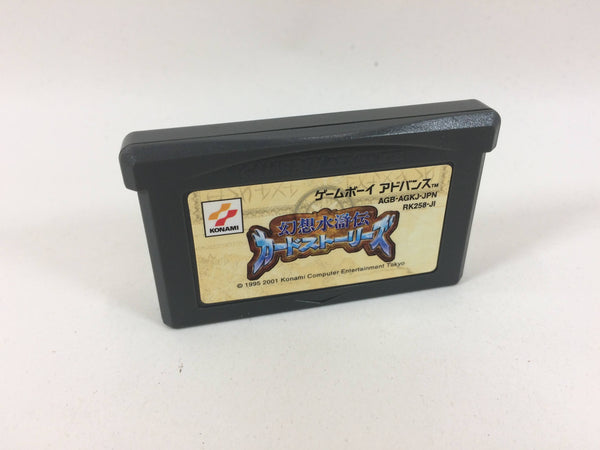 ゲームボーイ アドバンス™
AGB-AGKJ-JPN
RK258-JI
KONAMI
幻想水滸伝
カードストーリーズ
© 1995 2001 Konami Computer Entertainment Tokyo